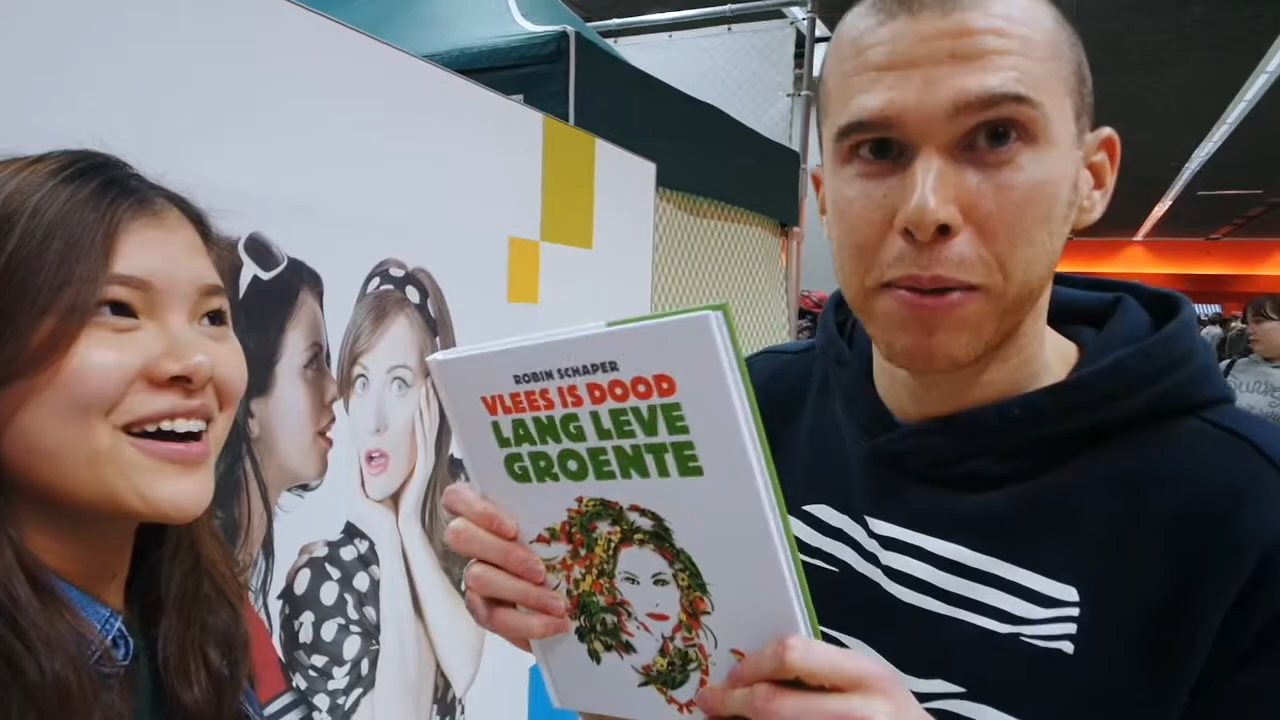 ROBIN SCHAPER
VLEES IS DOOD
LANG LEVE
GROENTE